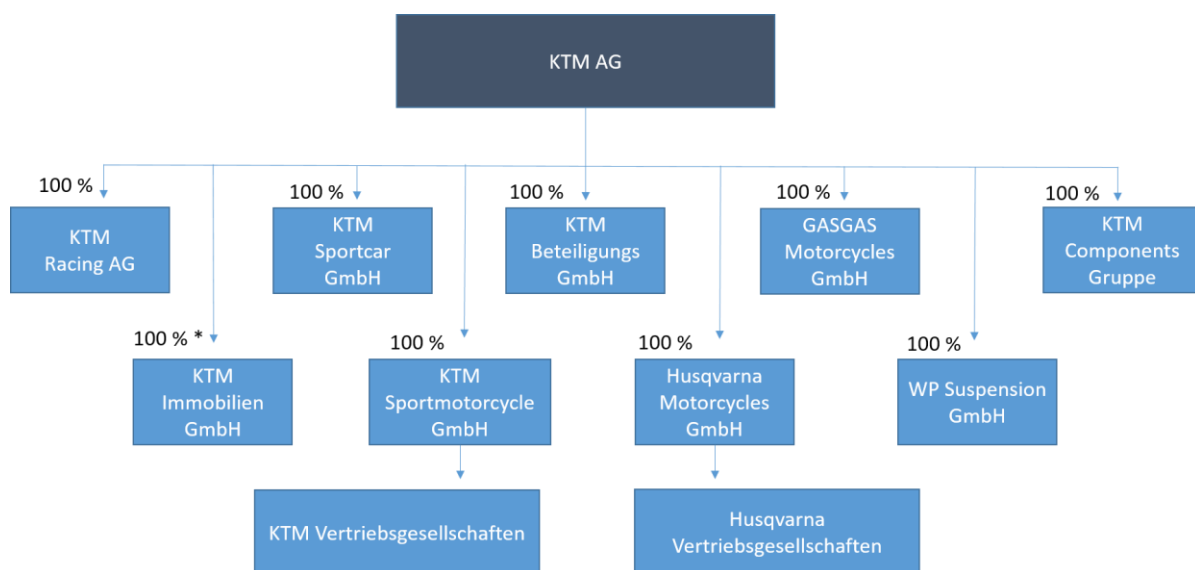 KTM AG
100 %
KTM
Racing AG
100 %
KTM
Sportcar
GmbH
100 %
KTM
Beteiligungs
GmbH
100 %
GASGAS
Motorcycles
GmbH
100 %
KTM
Components
Gruppe
100 % *
KTM
Immobilien
GmbH
100 %
KTM
Sportmotorcycle
GmbH
100 %
Husqvarna
Motorcycles
GmbH
100 %
WP Suspension
GmbH
KTM Vertriebsgesellschaften
Husqvarna
Vertriebsgesellschaften